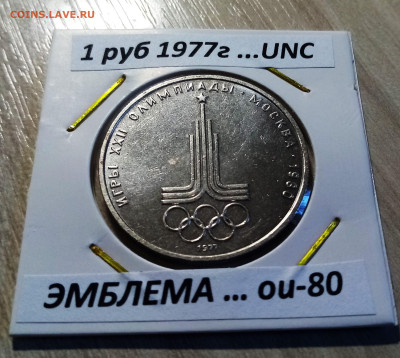 COINS.LAVE.RU
1 руб 1977г ...UNC
ИГРЫ XXII ОЛИМПИАДЫ · МОСКВА · 1980
1977
ЭМБЛЕМА ... ои-80